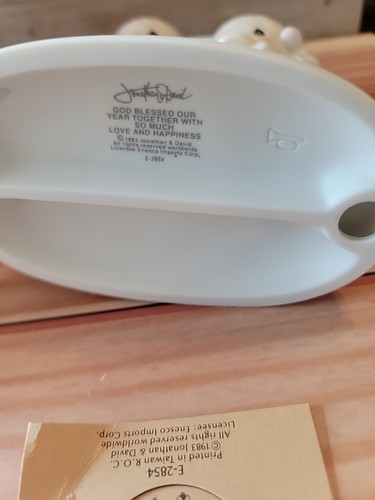 Jonathan & David
GOD BLESSED OUR
YEAR TOGETHER WITH
SO MUCH
LOVE AND HAPPINESS
© 1983 Jonathan & David
All rights reserved worldwide
Licensee Enesco Imports Corp.
E-2854
E-2854
©1983 Jonathan & David
All rights reserved worldwide
Licensee: Enesco Imports Corp.
Printed in Taiwan R.O.C.